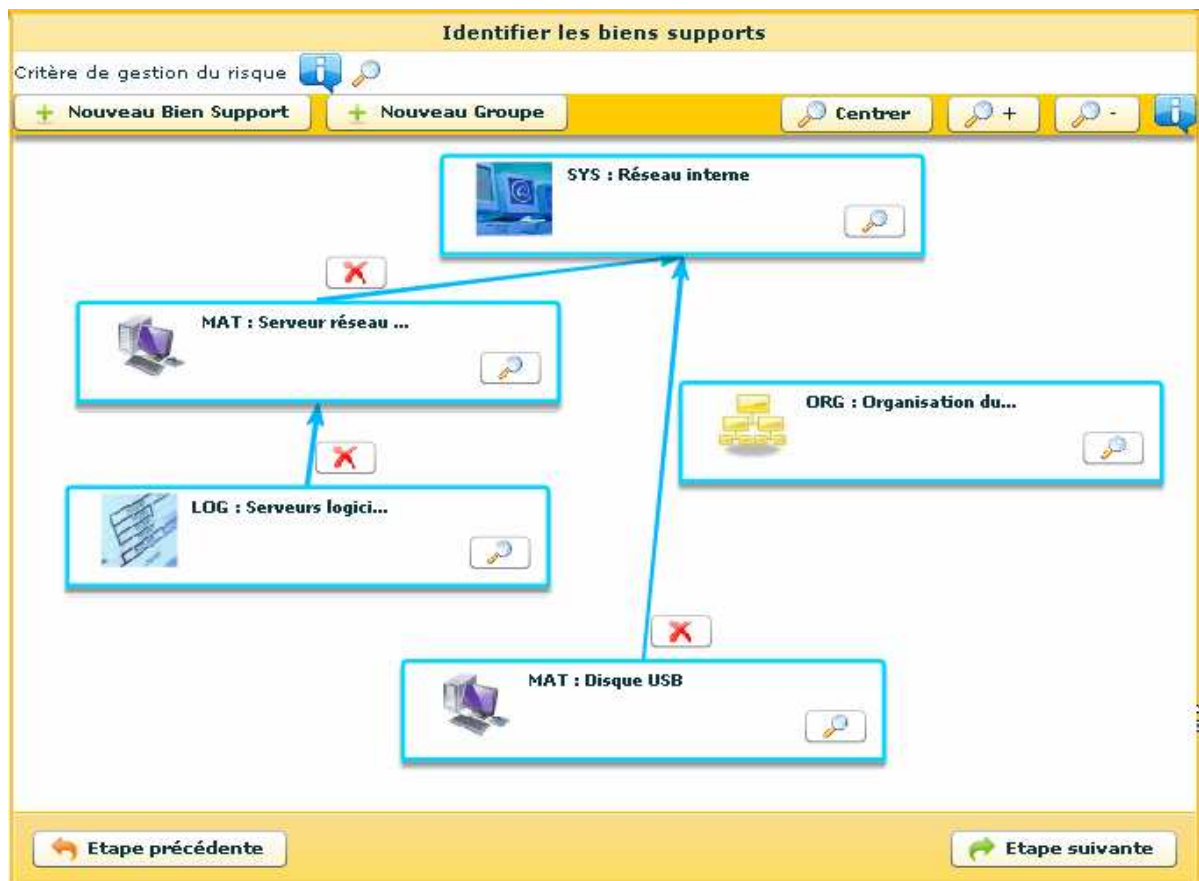 Identifier les biens supports
Critère de gestion du risque
Nouveau Bien Support Nouveau Groupe Centrer + -
SYS : Réseau interne
MAT : Serveur réseau ...
ORG : Organisation du...
LOG : Serveurs logici...
MAT : Disque USB
Etape précédente Etape suivante